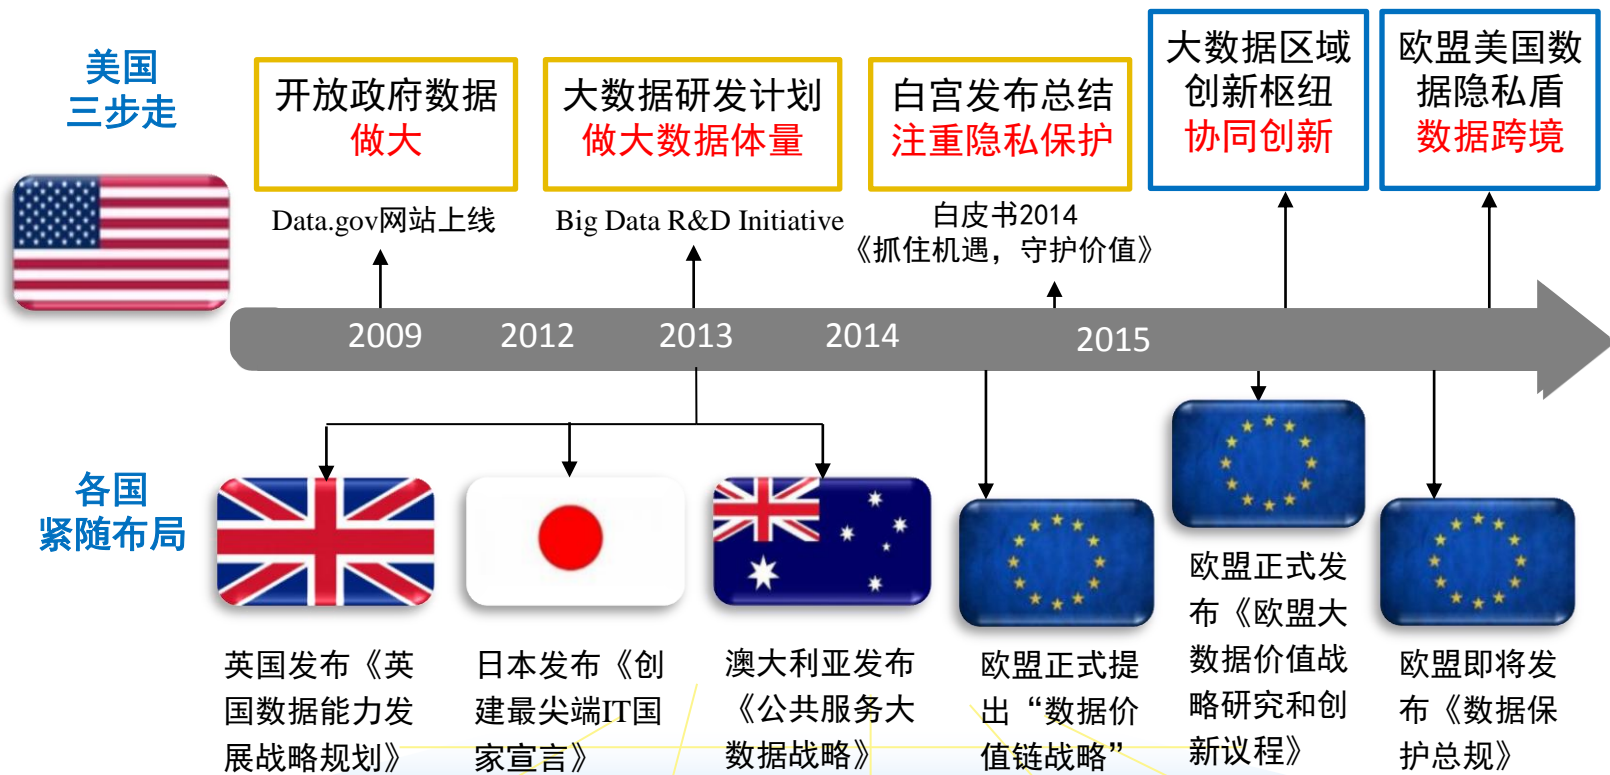 美国
三步走
开放政府数据
做大
大数据研发计划
做大数据体量
白宫发布总结
注重隐私保护
大数据区域
创新枢纽
协同创新
欧盟美国数
据隐私盾
数据跨境
Data.gov网站上线
Big Data R&D Initiative
白皮书2014
《抓住机遇，守护价值》
2009
2012
2013
2014
2015
各国
紧随布局
英国发布《英
国数据能力发
展战略规划》
日本发布《创
建最尖端IT国
家宣言》
澳大利亚发布
《公共服务大
数据战略》
欧盟正式提
出“数据价
值链战略”
欧盟正式发
布《欧盟大
数据价值战
略研究和创
新议程》
欧盟即将发
布《数据保
护总规》